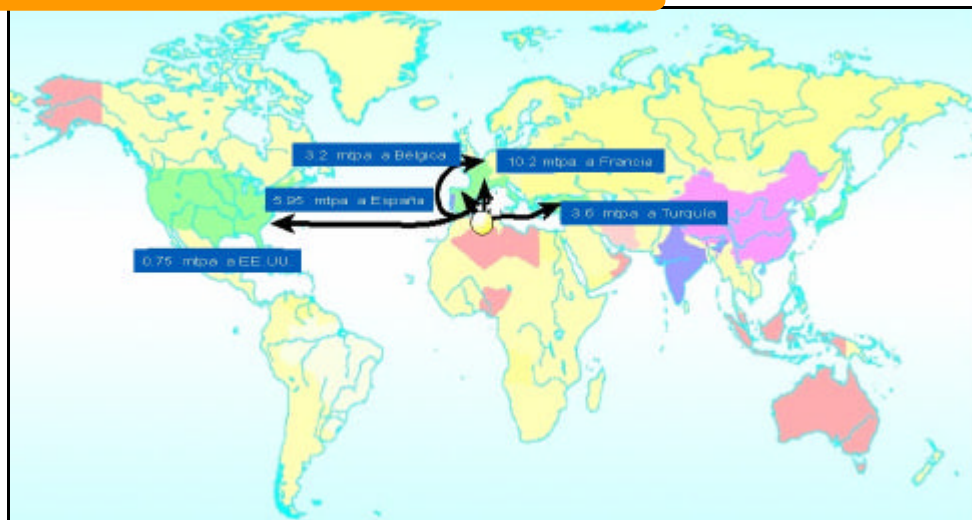 3.2 mtpa a Bélgica
10.2 mtpa a Francia
5.95 mtpa a España
3.6 mtpa a Turquía
0.75 mtpa a EE.UU.